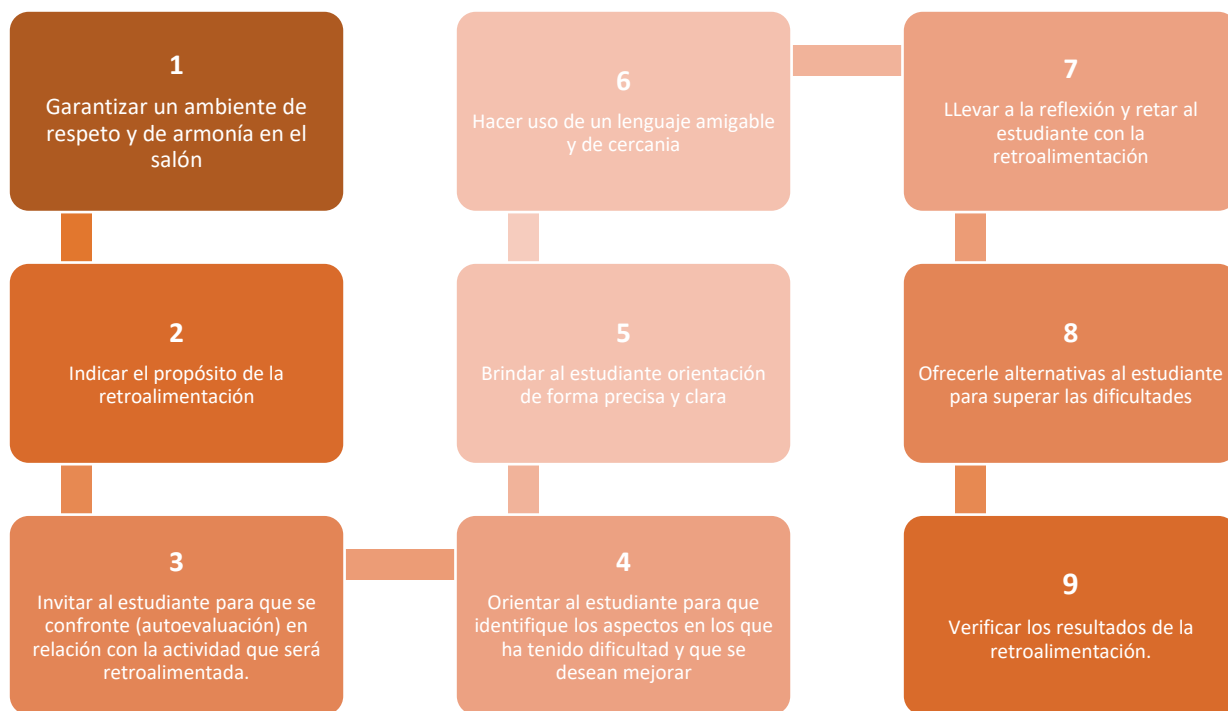 1
Garantizar un ambiente de
respeto y de armonía en el
salón
2
Indicar el propósito de la
retroalimentación
3
Invitar al estudiante para que se
confronte (autoevaluación) en
relación con la actividad que será
retroalimentada.
4
Orientar al estudiante para que
identifique los aspectos en los que
ha tenido dificultad y que se
desean mejorar
5
Brindar al estudiante orientación
de forma precisa y clara
6
Hacer uso de un lenguaje amigable
y de cercania
7
LLevar a la reflexión y retar al
estudiante con la
retroalimentación
8
Ofrecerle alternativas al estudiante
para superar las dificultades
9
Verificar los resultados de la
retroalimentación.